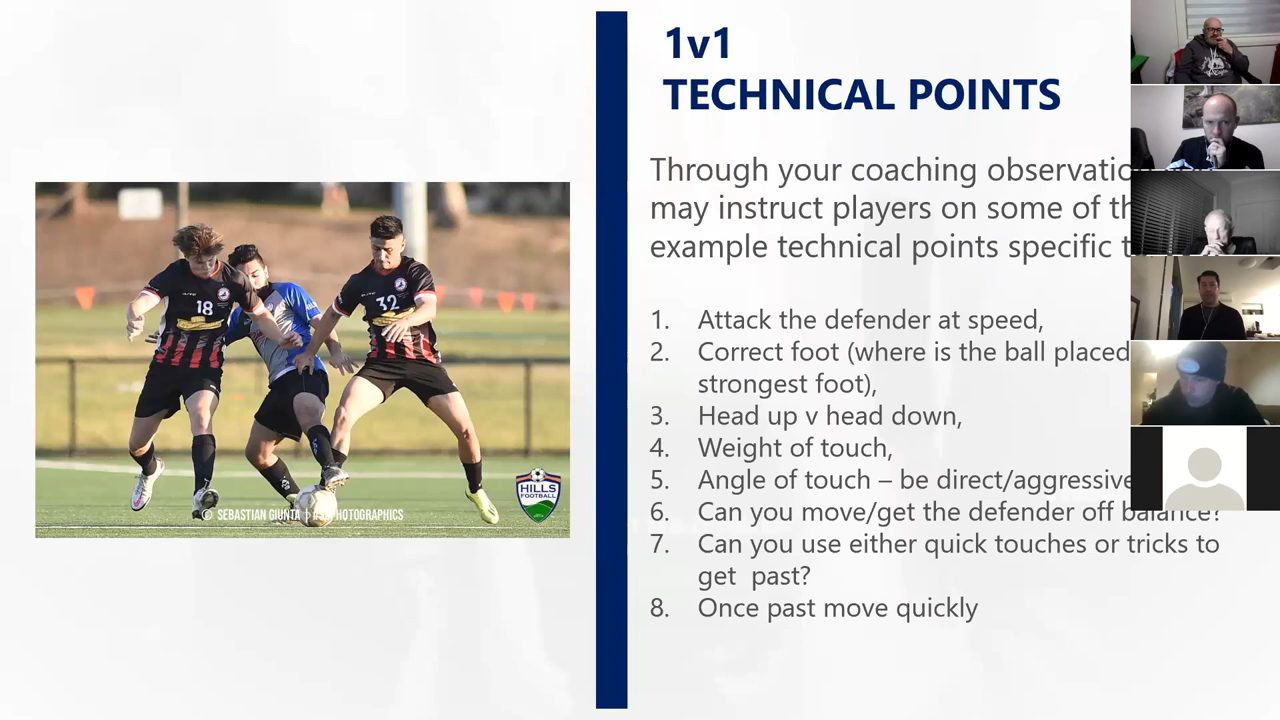 1v1
TECHNICAL POINTS
Through your coaching
may instruct players on some of
example technical points specific
1. Attack the defender at speed,
2. Correct foot (where is the ball placed
strongest foot),
3. Head up v head down,
4. Weight of touch,
5. Angle of touch – be direct/aggressive
6. Can you move/get the defender off balance?
7. Can you use either quick touches or tricks to
get  past?
8. Once past move quickly
18
32
HILLS
FOOTBALL
© SEBASTIAN GIUNTA |